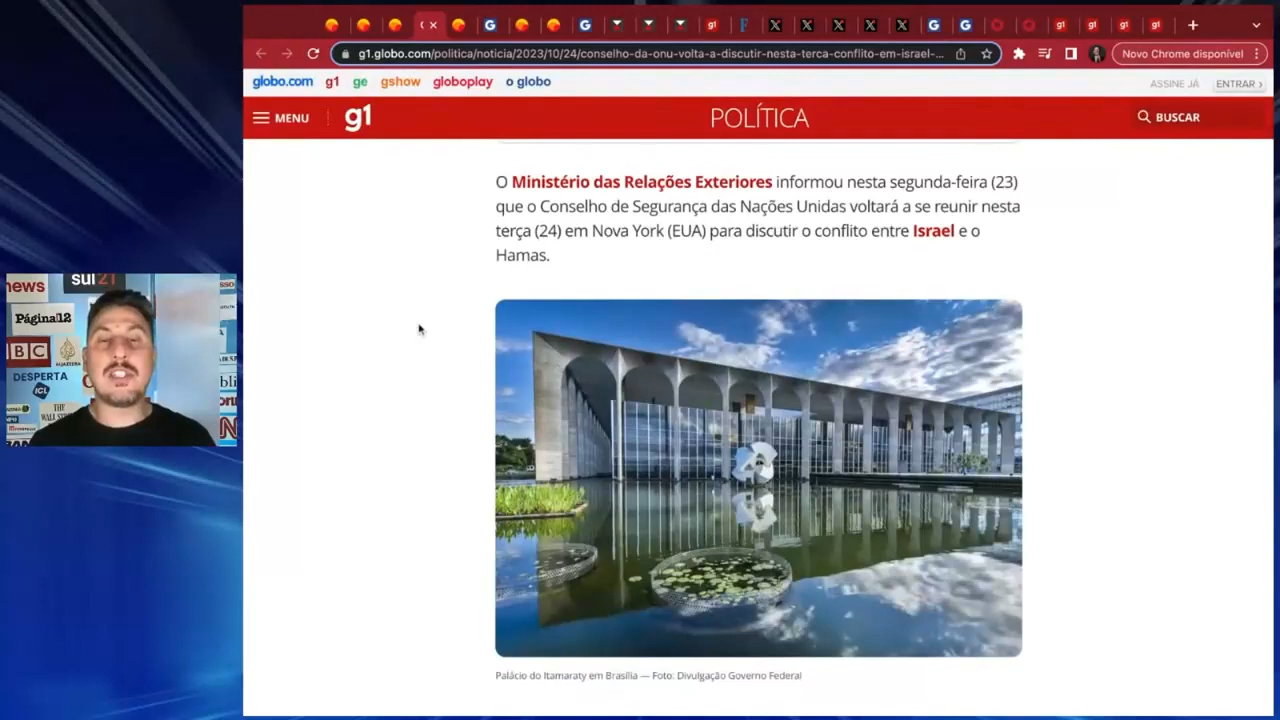 g1.globo.com/politica/noticia/2023/10/24/conselho-da-onu-volta-a-discutir-nesta-terca-conflito-em-israel-...
Novo Chrome disponível
globo.com g1 ge gshow globoplay o globo
ASSINE JÁ
ENTRAR
MENU
g1
POLÍTICA
BUSCAR
O Ministério das Relações Exteriores informou nesta segunda-feira (23)
que o Conselho de Segurança das Nações Unidas voltará a se reunir nesta
terça (24) em Nova York (EUA) para discutir o conflito entre Israel e o
Hamas.
Palácio do Itamaraty em Brasília — Foto: Divulgação Governo Federal
news
sul21
Página12
BBC
ALJAZEERA
DESPERTA
ICL
THE